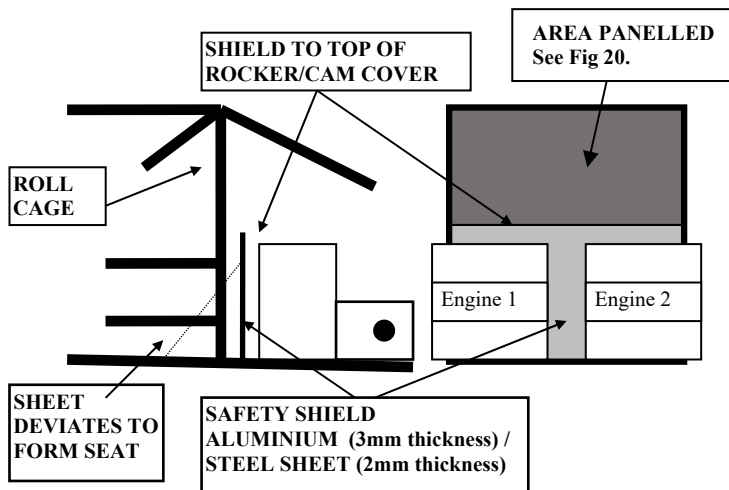 SHIELD TO TOP OF
ROCKER/CAM COVER
AREA PANELLED
See Fig 20.
ROLL
CAGE
Engine 1
Engine 2
SHEET
DEVIATES TO
FORM SEAT
SAFETY SHIELD
ALUMINIUM (3mm thickness) /
STEEL SHEET (2mm thickness)